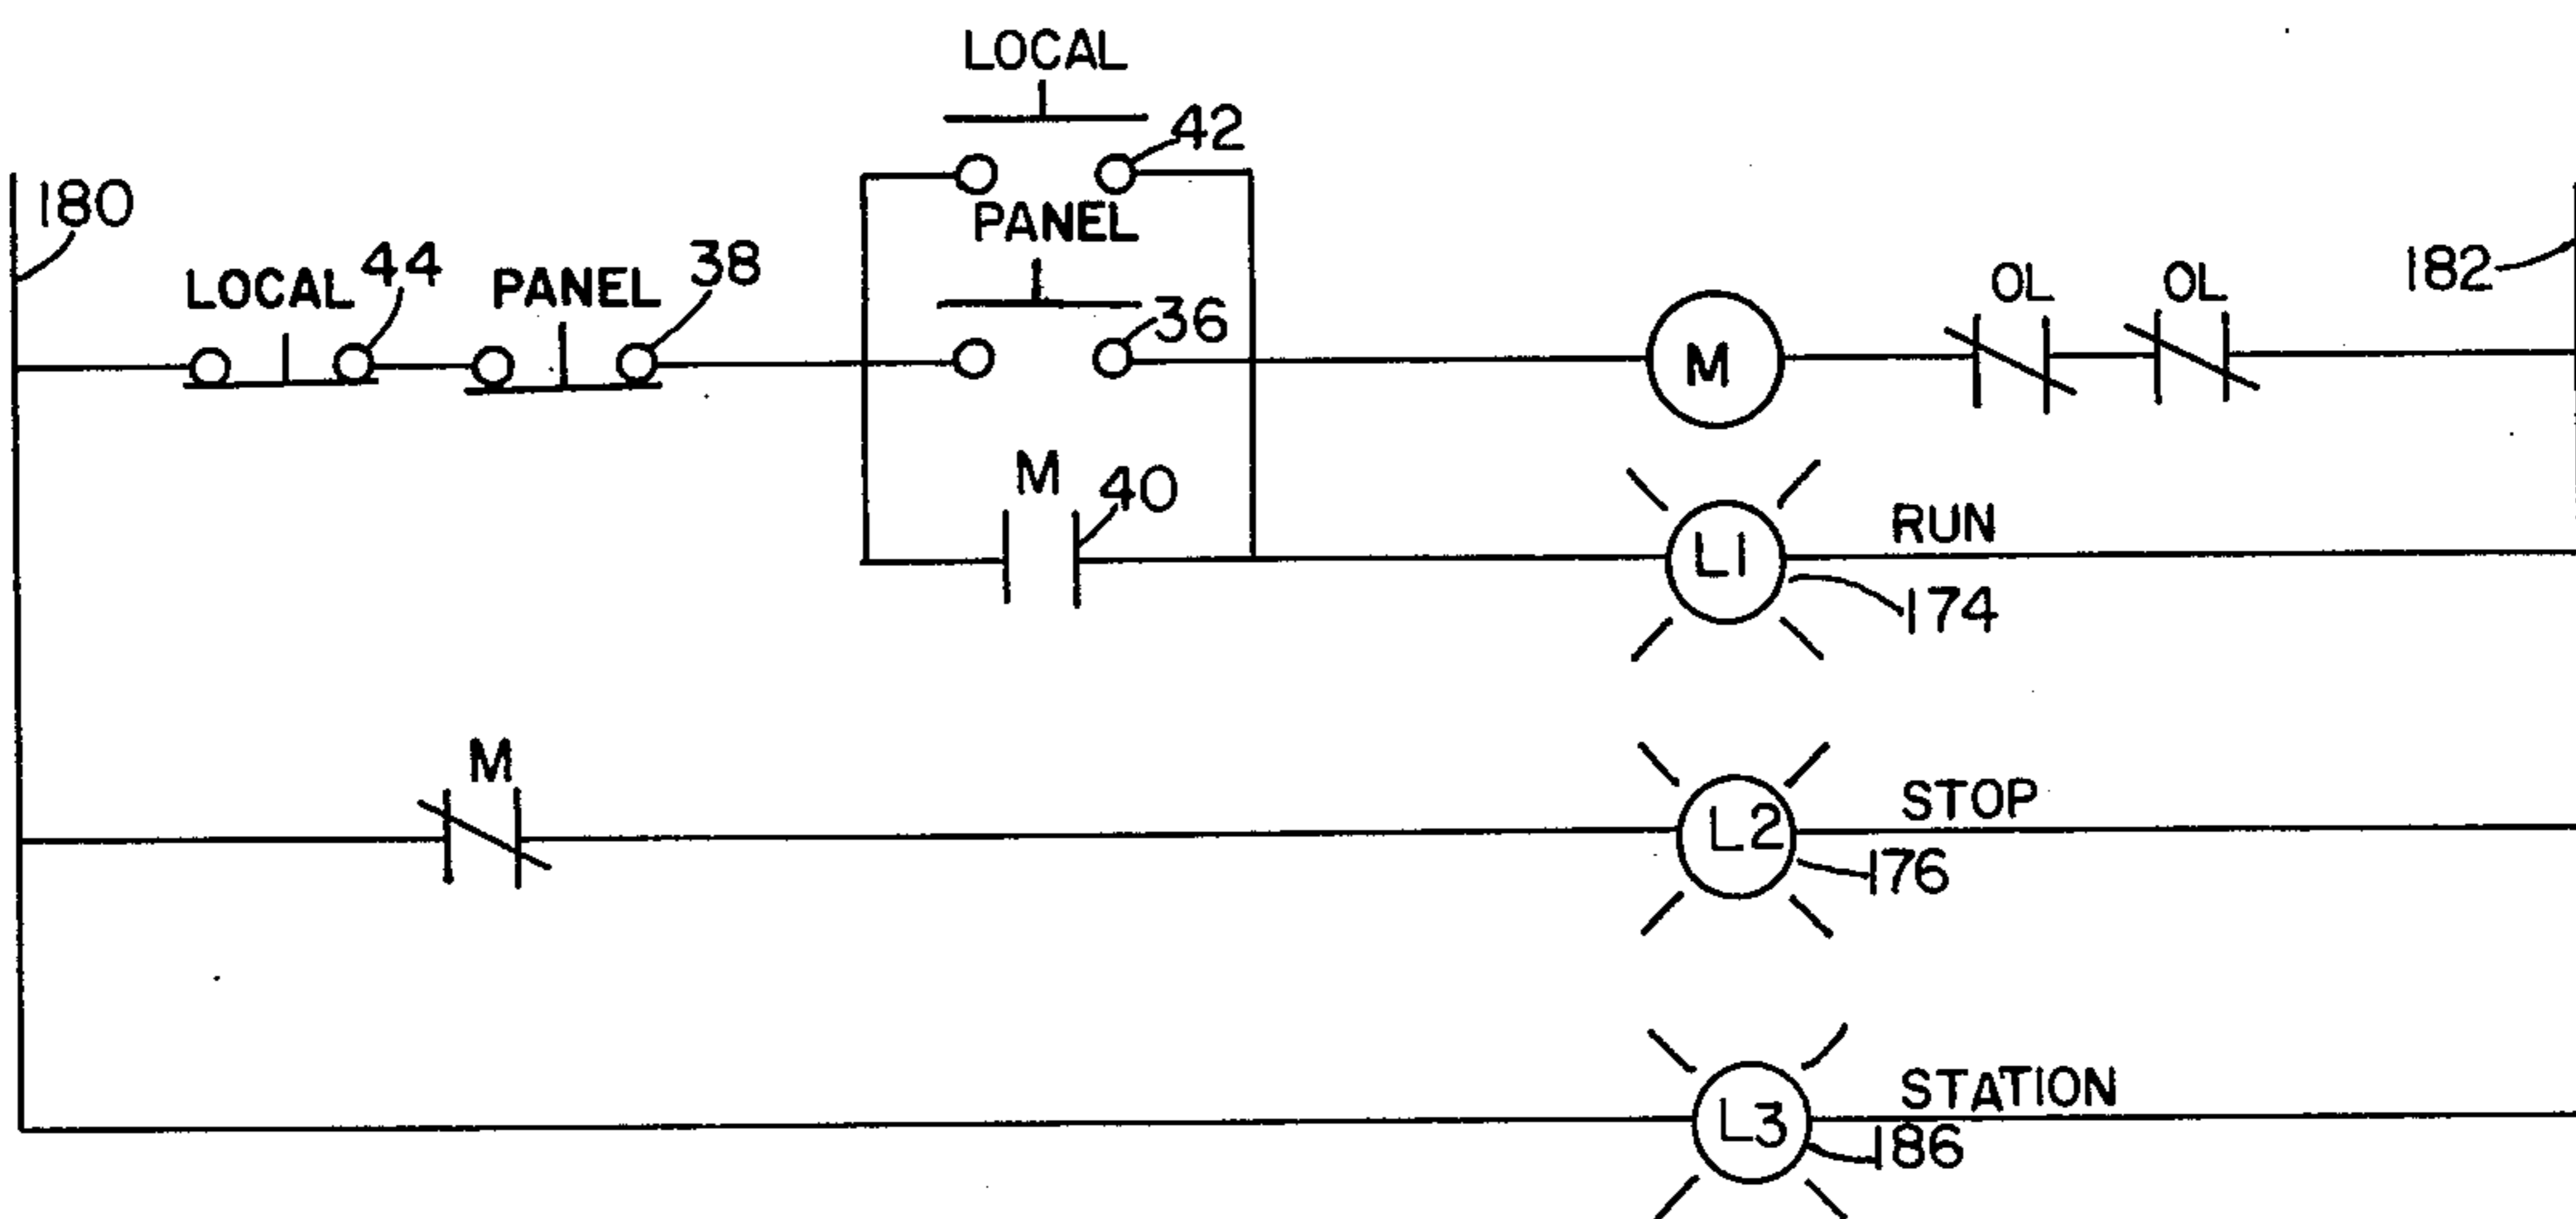 LOCAL
42
180
PANEL
LOCAL 44
PANEL 38
36
OL
OL
182
M
M 40
L1
RUN
174
M
L2
STOP
176
L3
STATION
186